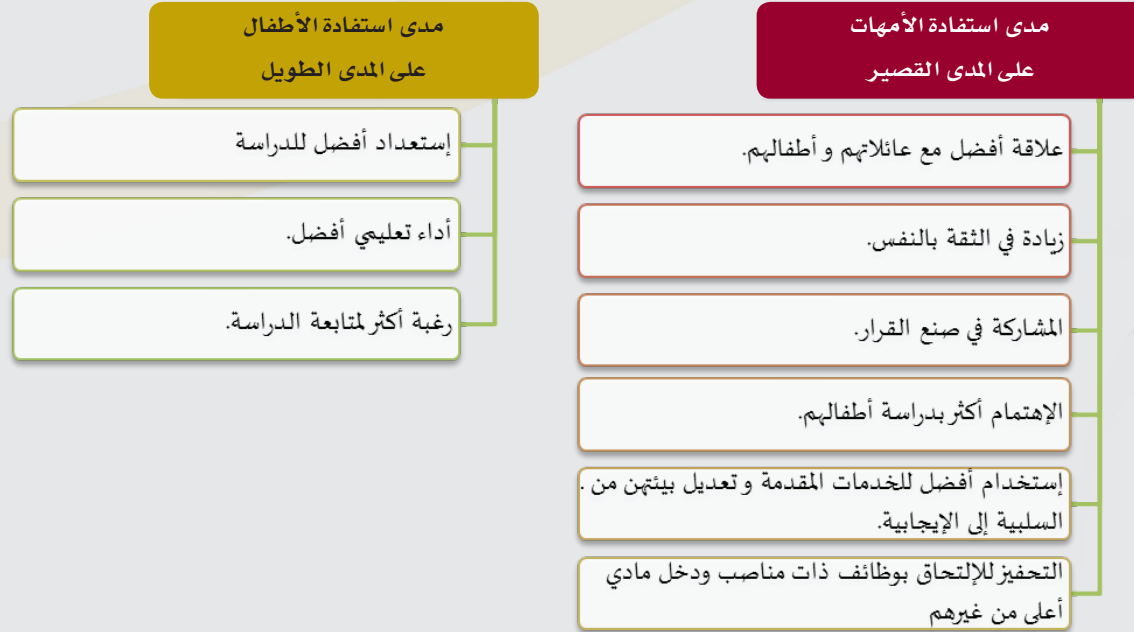 مدى استفادة الأمهات
على المدى القصير
علاقة أفضل مع عائلاتهم و أطفالهم.
زيادة في الثقة بالنفس.
المشاركة في صنع القرار.
الإهتمام أكثر بدراسة أطفالهم.
إستخدام أفضل للخدمات المقدمة و تعديل بيئتهن من .
السلبية إلى الإيجابية.
التحفيز للإلتحاق بوظائف ذات مناصب ودخل مادي
أعلى من غيرهم
مدى استفادة الأطفال
على المدى الطويل
إستعداد أفضل للدراسة
أداء تعليمي أفضل.
رغبة أكثر لمتابعة الدراسة.